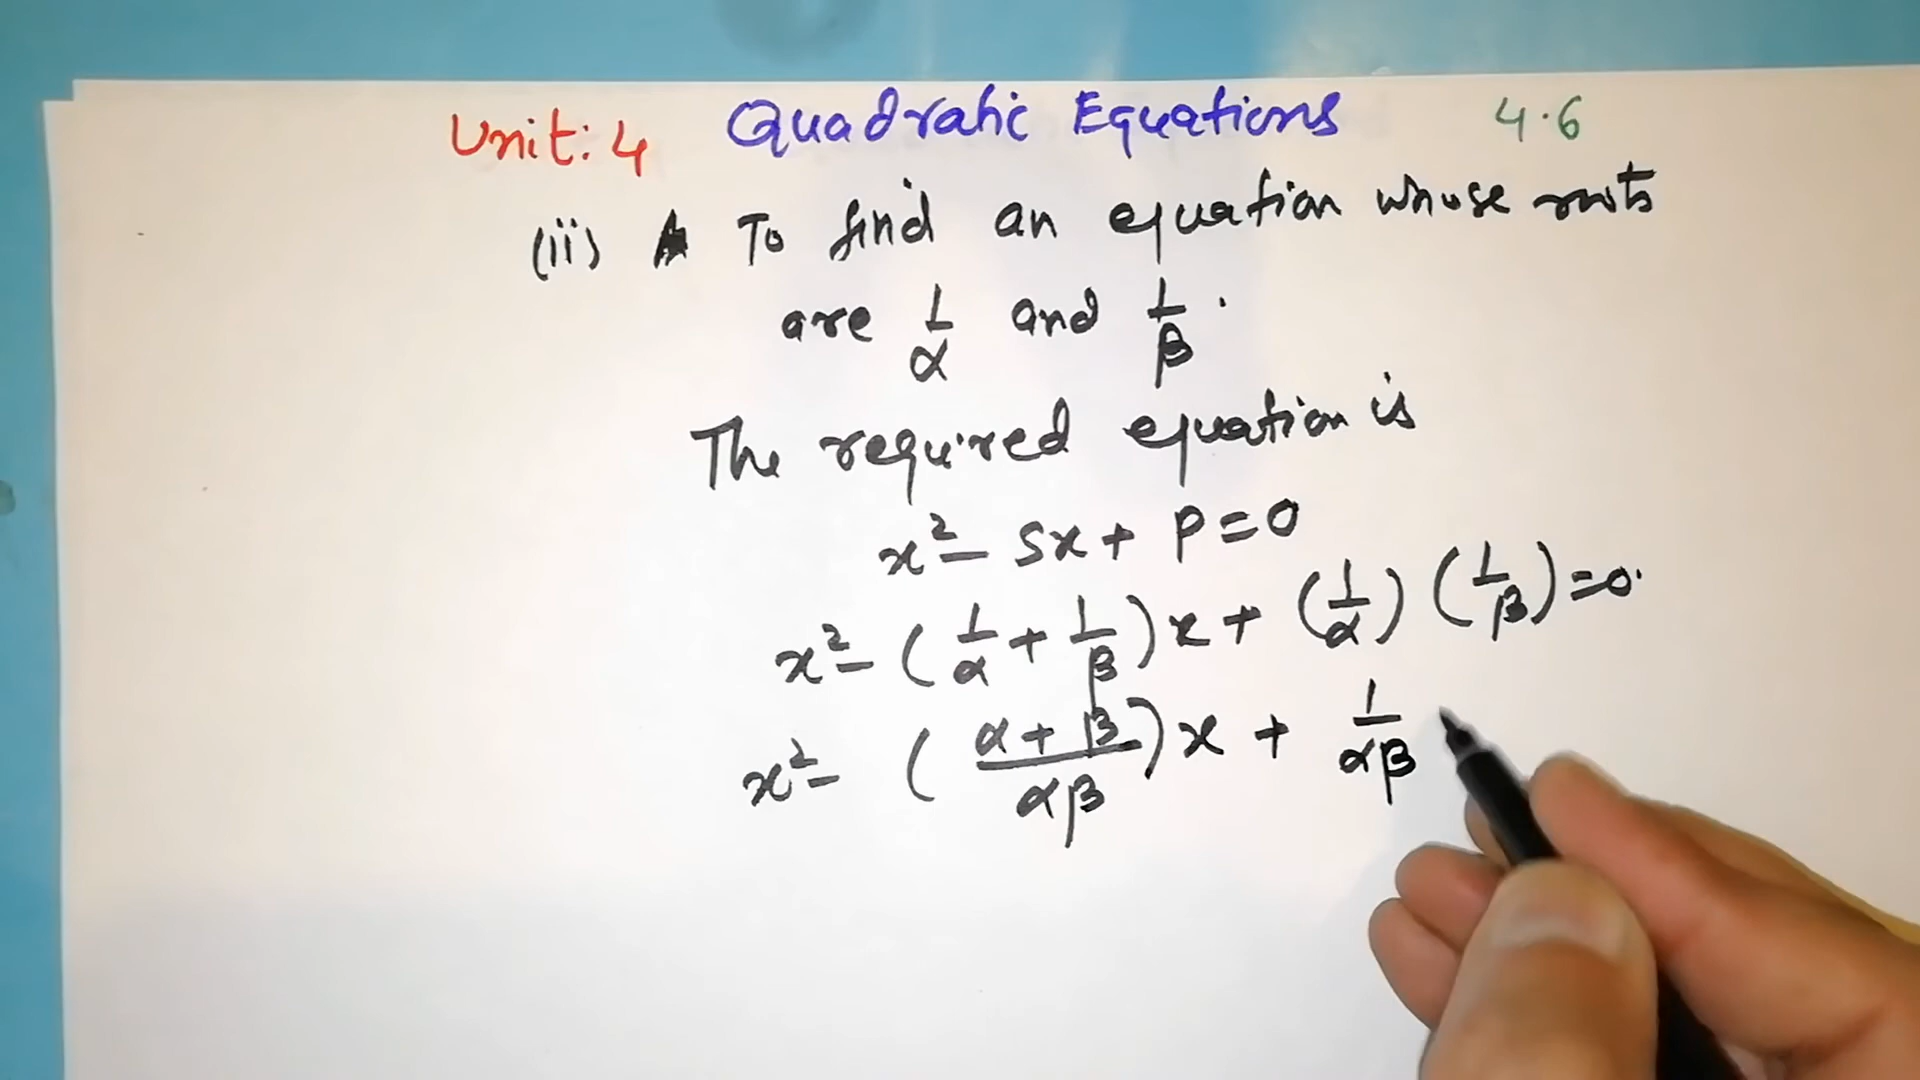 Unit: 4 Quadratic Equations 4.6
(ii) To find an equation whose roots
are 1/α and 1/β.
The required equation is
x² - Sx + P = 0
x² - (1/α + 1/β)x + (1/α)(1/β) = 0.
x² - (α + β/αβ)x + 1/αβ